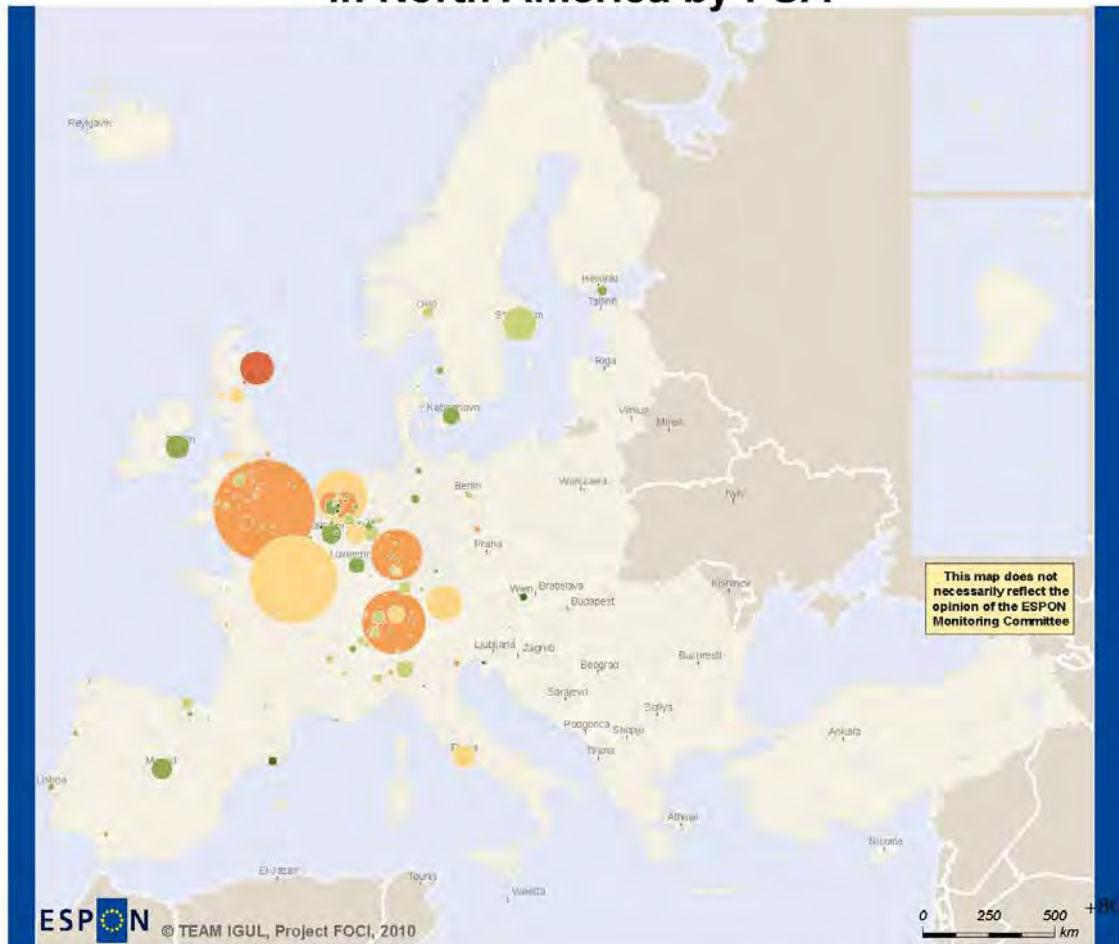 in North America by FUA
Reykjavik
Helsinki
Tallinn
Oslo
Riga
København
Vilnius
Minsk
Berlin
Warszawa
Kyiv
Praha
Kishinev
Wien
Bratislava
Budapest
This map does not
necessarily reflect the
opinion of the ESPON
Monitoring Committee
Ljubljana
Zagreb
Beograd
Bucuresti
Sarajevo
Sofiya
Podgorica
Skopje
Ankara
Lisboa
Tirana
Athinai
Nicosia
El-Jazair
Tounis
Valletta
ESPON
© TEAM IGUL, Project FOCI, 2010
0 250 500
km